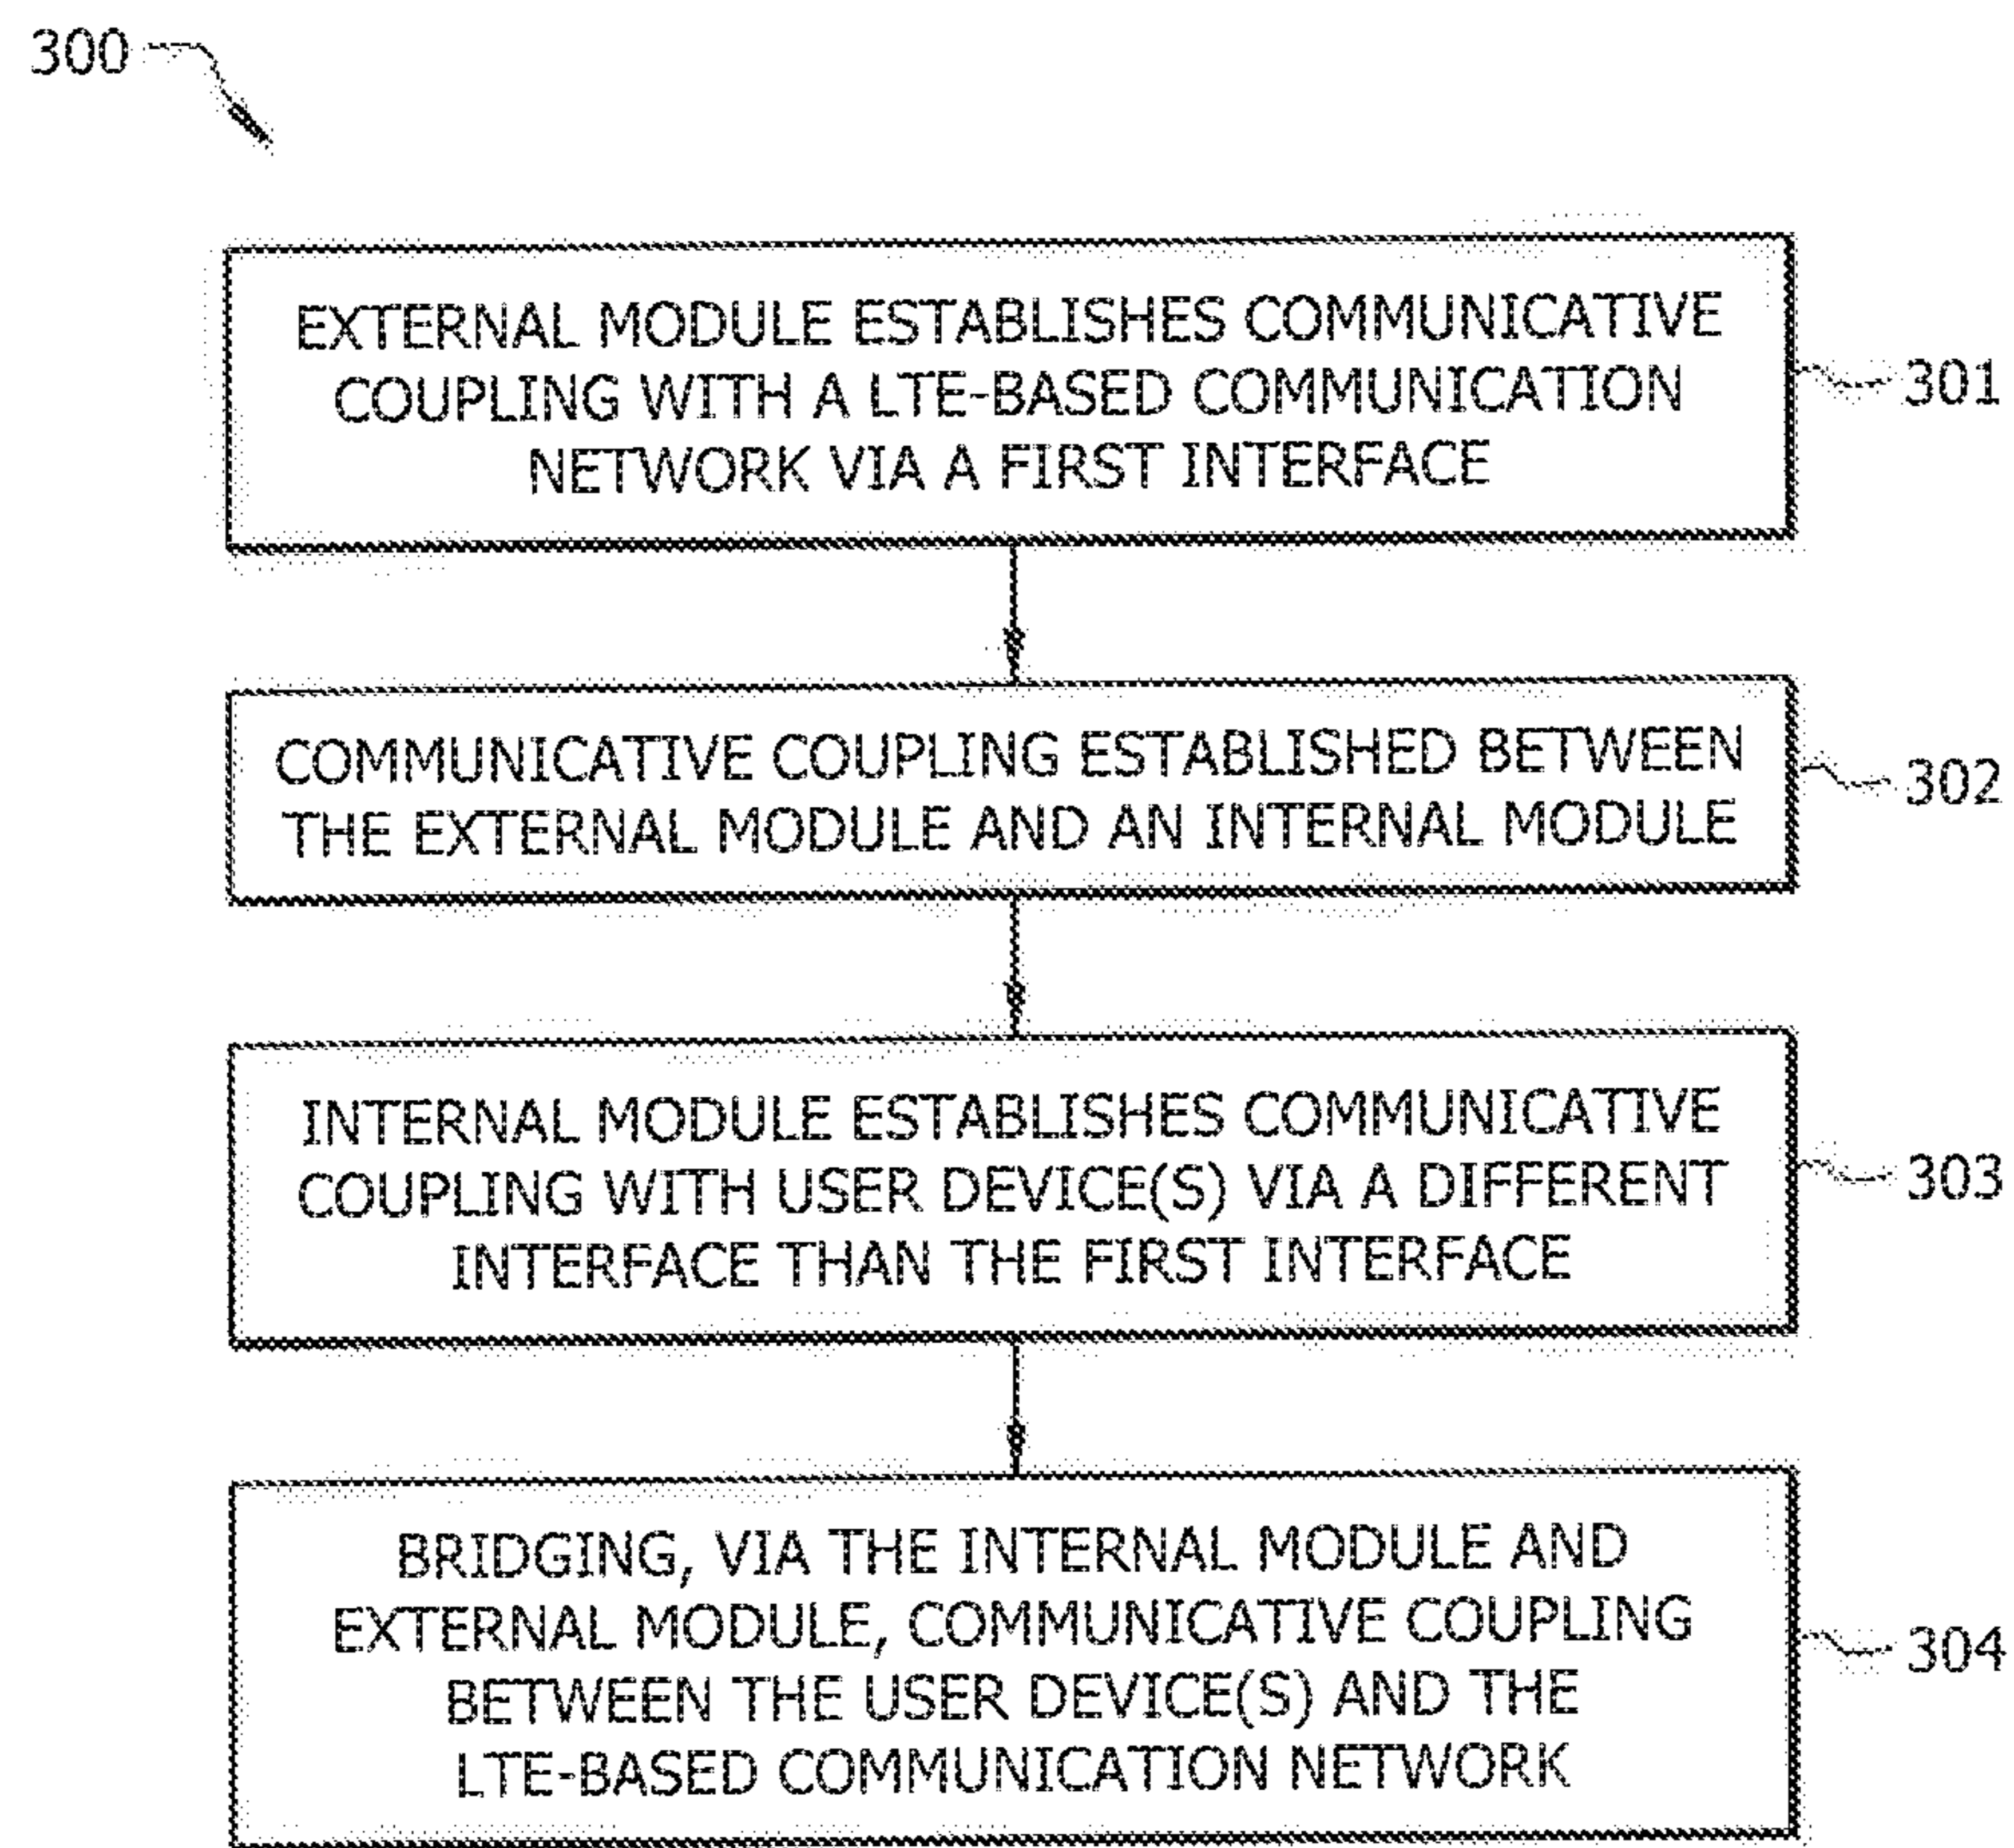 300
EXTERNAL MODULE ESTABLISHES COMMUNICATIVE
COUPLING WITH A LTE-BASED COMMUNICATION
NETWORK VIA A FIRST INTERFACE
301
COMMUNICATIVE COUPLING ESTABLISHED BETWEEN
THE EXTERNAL MODULE AND AN INTERNAL MODULE
302
INTERNAL MODULE ESTABLISHES COMMUNICATIVE
COUPLING WITH USER DEVICE(S) VIA A DIFFERENT
INTERFACE THAN THE FIRST INTERFACE
303
BRIDGING, VIA THE INTERNAL MODULE AND
EXTERNAL MODULE, COMMUNICATIVE COUPLING
BETWEEN THE USER DEVICE(S) AND THE
LTE-BASED COMMUNICATION NETWORK
304